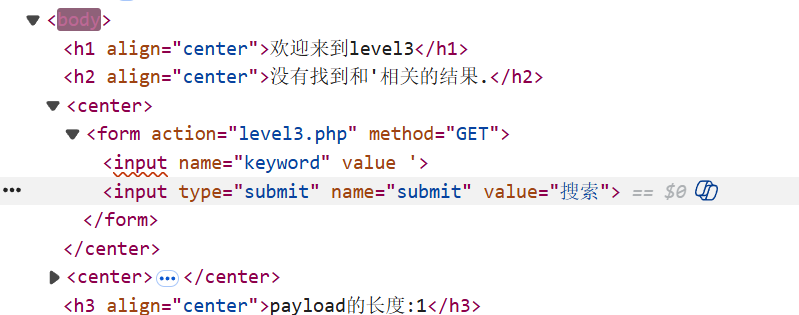 <body>
<h1 align="center">欢迎来到level3</h1>
<h2 align="center">没有找到和'相关的结果.</h2>
<center>
<form action="level3.php" method="GET">
<input name="keyword" value '>
<input type="submit" name="submit" value="搜索"> == $0
</form>
</center>
<center> </center>
<h3 align="center">payload的长度:1</h3>